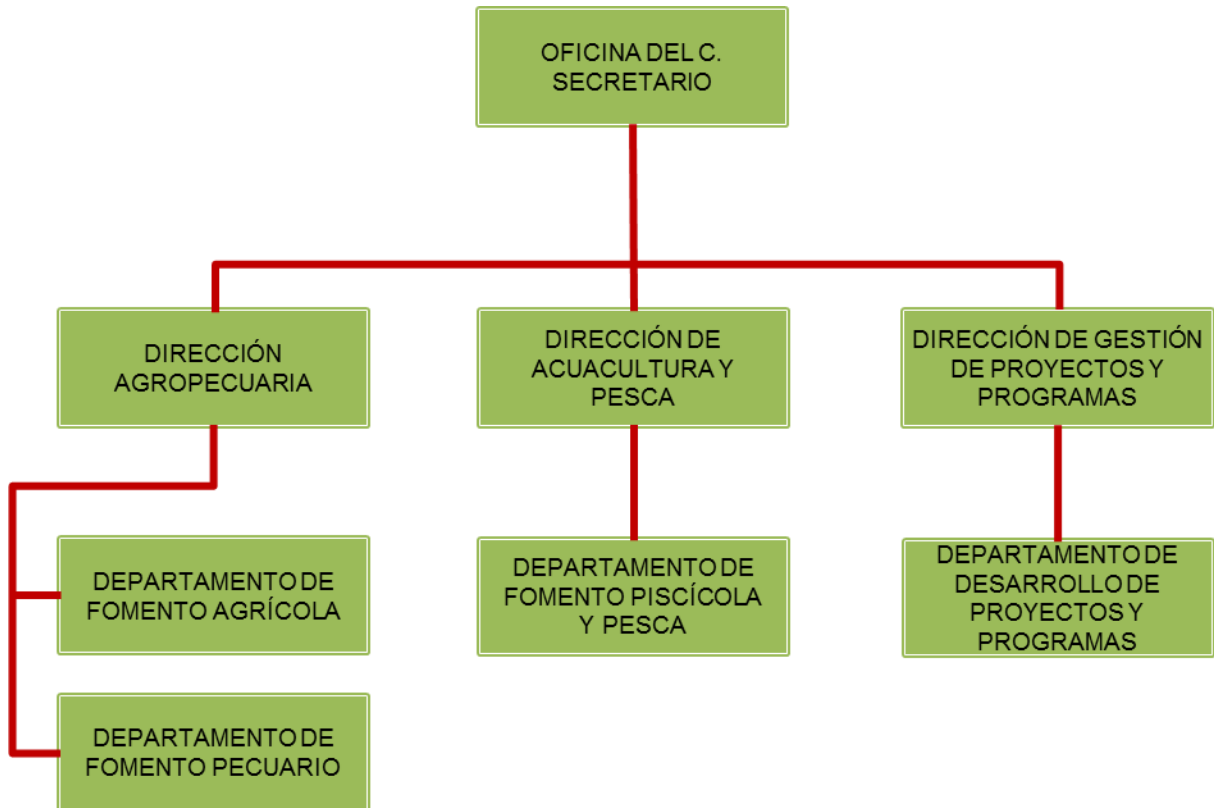 OFICINA DEL C.
SECRETARIO
DIRECCIÓN
AGROPECUARIA
DIRECCIÓN DE
ACUACULTURA Y
PESCA
DIRECCIÓN DE GESTIÓN
DE PROYECTOS Y
PROGRAMAS
DEPARTAMENTO DE
FOMENTO AGRÍCOLA
DEPARTAMENTO DE
FOMENTO PISCÍCOLA
Y PESCA
DEPARTAMENTO DE
DESARROLLO DE
PROYECTOS Y
PROGRAMAS
DEPARTAMENTO DE
FOMENTO PECUARIO